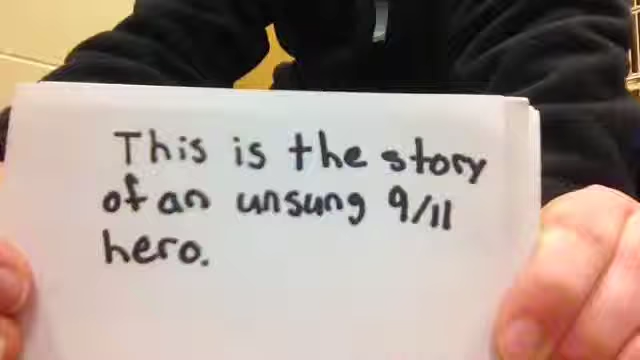 This is the story
of an unsung 9/11
hero.